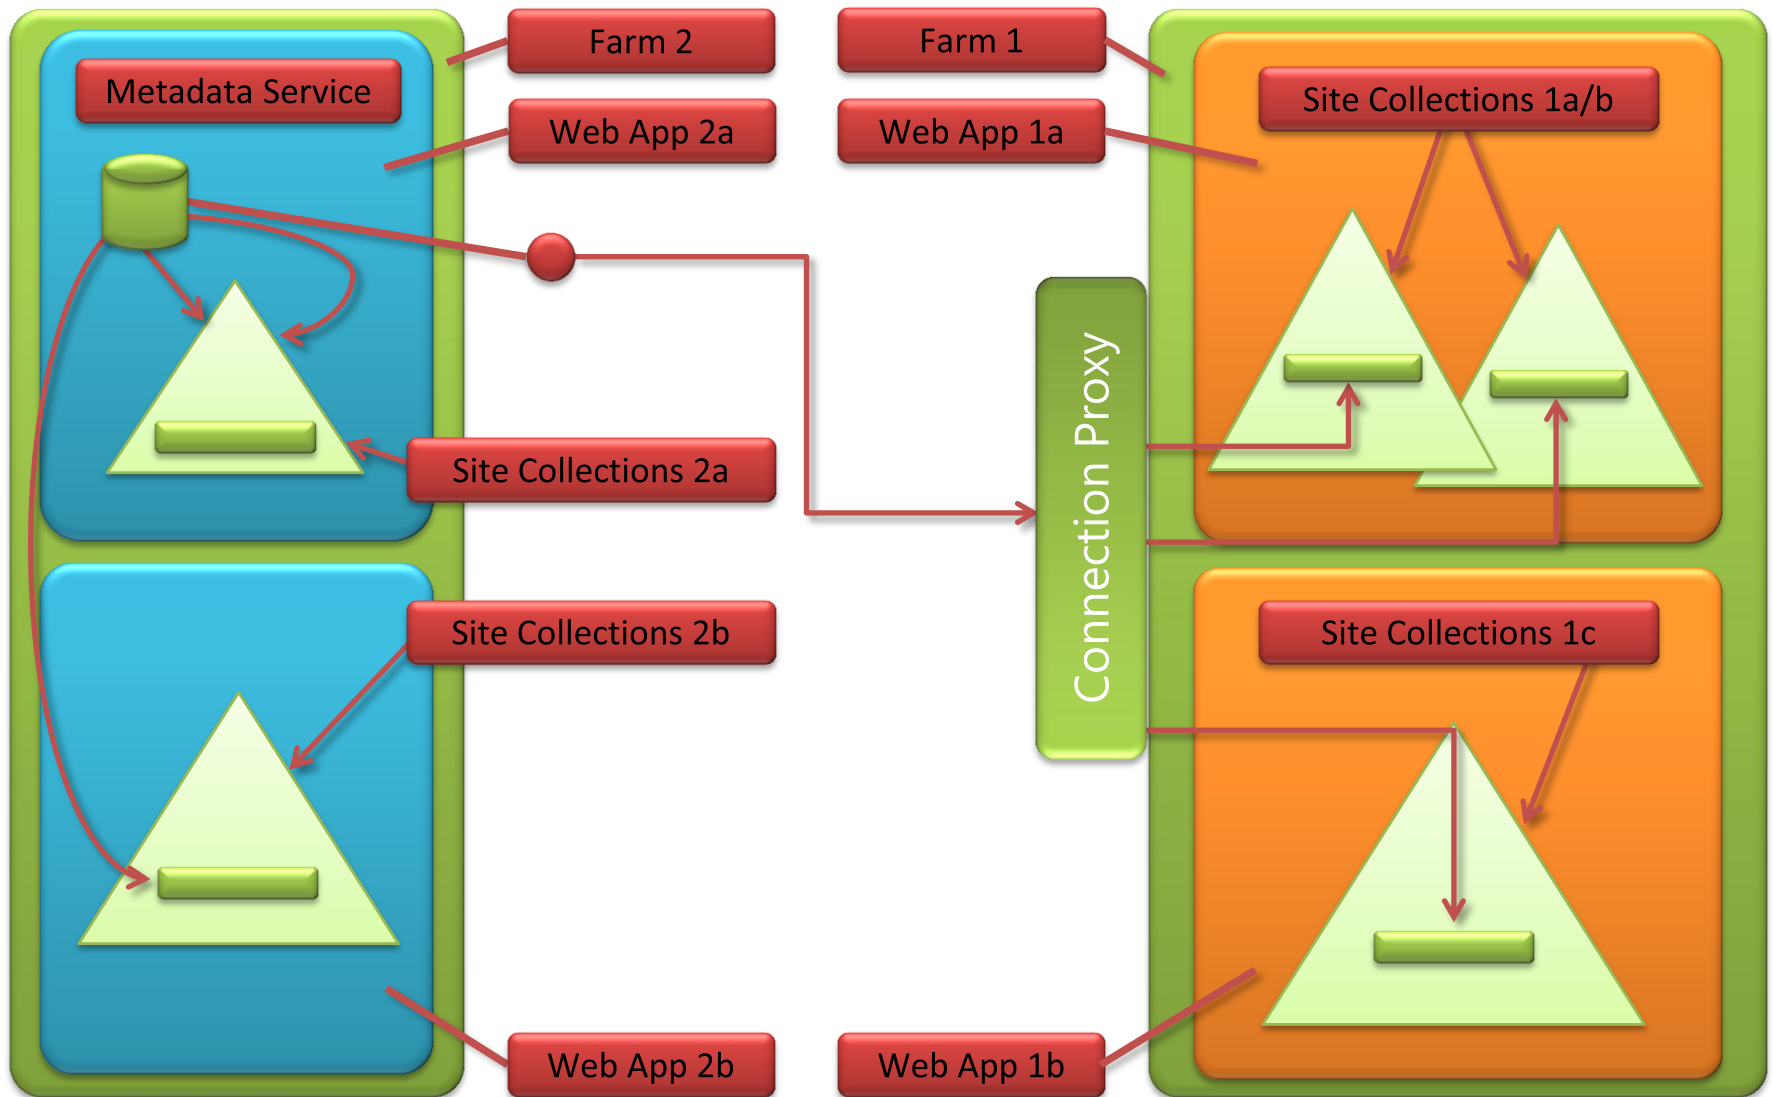 Farm 2
Farm 1
Metadata Service
Site Collections 1a/b
Web App 2a
Web App 1a
Connection Proxy
Site Collections 2a
Site Collections 2b
Site Collections 1c
Web App 2b
Web App 1b